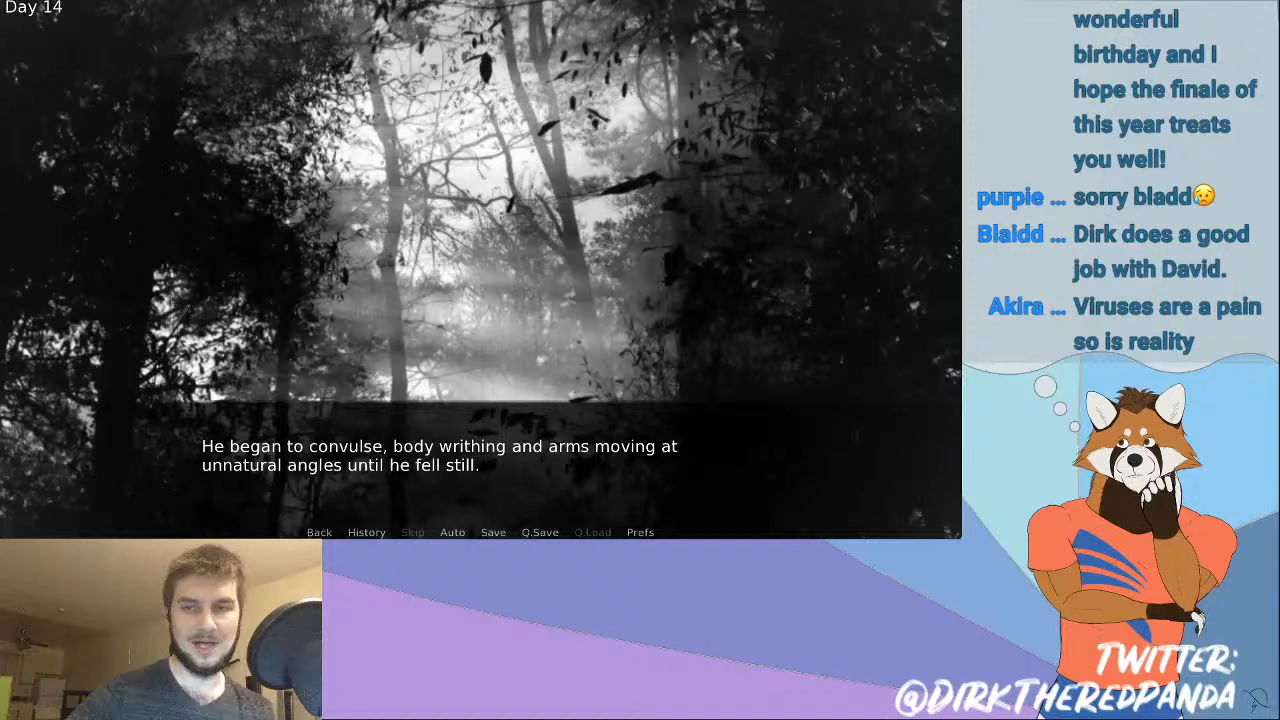 Day 14
He began to convulse, body writhing and arms moving at
unnatural angles until he fell still.
Back History Skip Auto Save Q.Save Q.Load Prefs
wonderful
birthday and I
hope the finale of
this year treats
you well!
purpie ... sorry bladd😥
Blaidd ... Dirk does a good
job with David.
Akira ... Viruses are a pain
so is reality
TWITTER:
@DIRKTHEREDPANDA